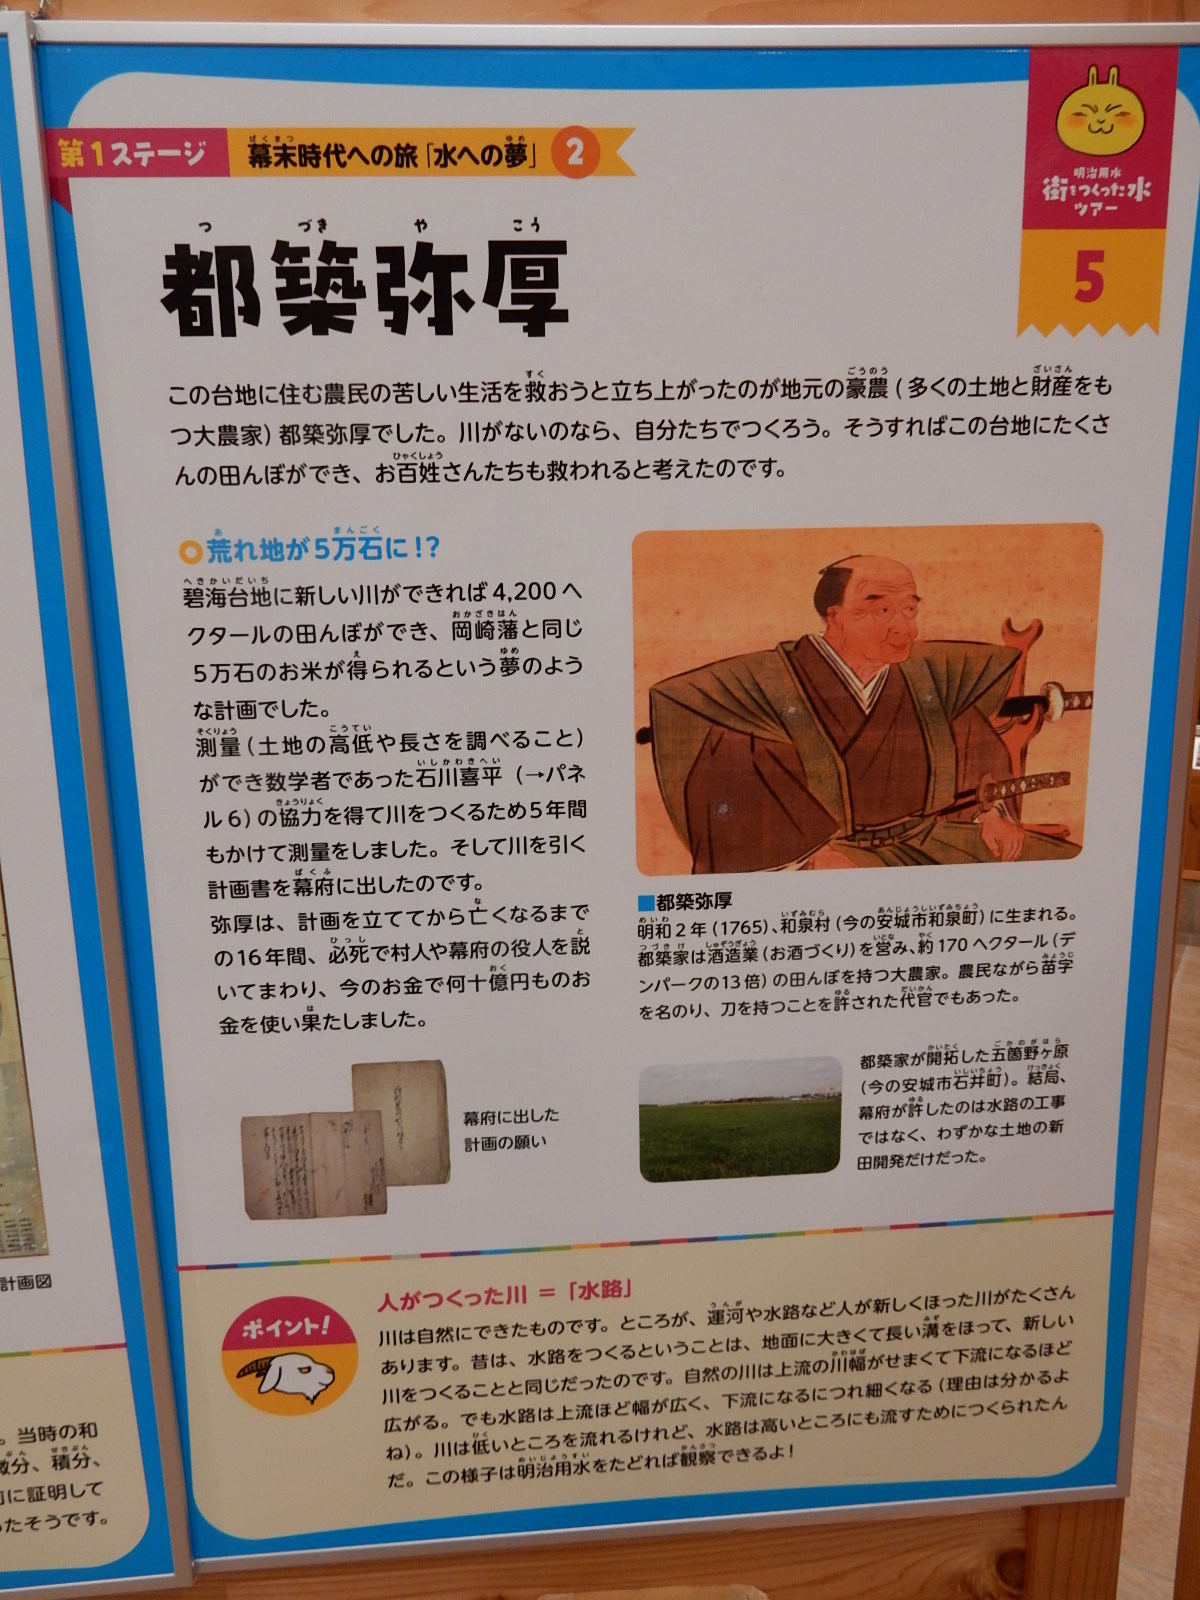 第1ステージ 幕末時代への旅「水への夢」 2
明治用水
街をつくった水
ツアー
5
都築弥厚
つ づき や こう
この台地に住む農民の苦しい生活を救おうと立ち上がったのが地元の豪農(多くの土地と財産をも
つ大農家)都築弥厚でした。川がないのなら、自分たちでつくろう。そうすればこの台地にたくさ
んの田んぼができ、お百姓さんたちも救われると考えたのです。
荒れ地が5万石に!?
碧海台地に新しい川ができれば4,200ヘ
クタールの田んぼができ、岡崎藩と同じ
5万石のお米が得られるという夢のよう
な計画でした。
測量(土地の高低や長さを調べること)
ができ数学者であった石川喜平(→パネ
ル6)の協力を得て川をつくるため5年間
もかけて測量をしました。そして川を引く
計画書を幕府に出したのです。
弥厚は、計画を立ててから亡くなるまで
の16年間、必死で村人や幕府の役人を説
いてまわり、今のお金で何十億円ものお
金を使い果たしました。
幕府に出した
計画の願い
■都築弥厚
明和2年(1765)、和泉村(今の安城市和泉町)に生まれる。
都築家は酒造業(お酒づくり)を営み、約170ヘクタール(デ
ンパークの13倍)の田んぼを持つ大農家。農民ながら苗字
を名のり、刀を持つことを許された代官でもあった。
都築家が開拓した五箇野ヶ原
(今の安城市石井町)。結局、
幕府が許したのは水路の工事
ではなく、わずかな土地の新
田開発だけだった。
ポイント!
人がつくった川 = 「水路」
川は自然にできたものです。ところが、運河や水路など人が新しくほった川がたくさん
あります。昔は、水路をつくるということは、地面に大きくて長い溝をほって、新しい
川をつくることと同じだったのです。自然の川は上流の川幅がせまくて下流になるほど
広がる。でも水路は上流ほど幅が広く、下流になるにつれ細くなる(理由は分かるよ
ね)。川は低いところを流れるけれど、水路は高いところにも流すためにつくられたん
だ。この様子は明治用水をたどれば観察できるよ!
計画図
。当時の和
微分、積分、
前に証明して
ったそうです。